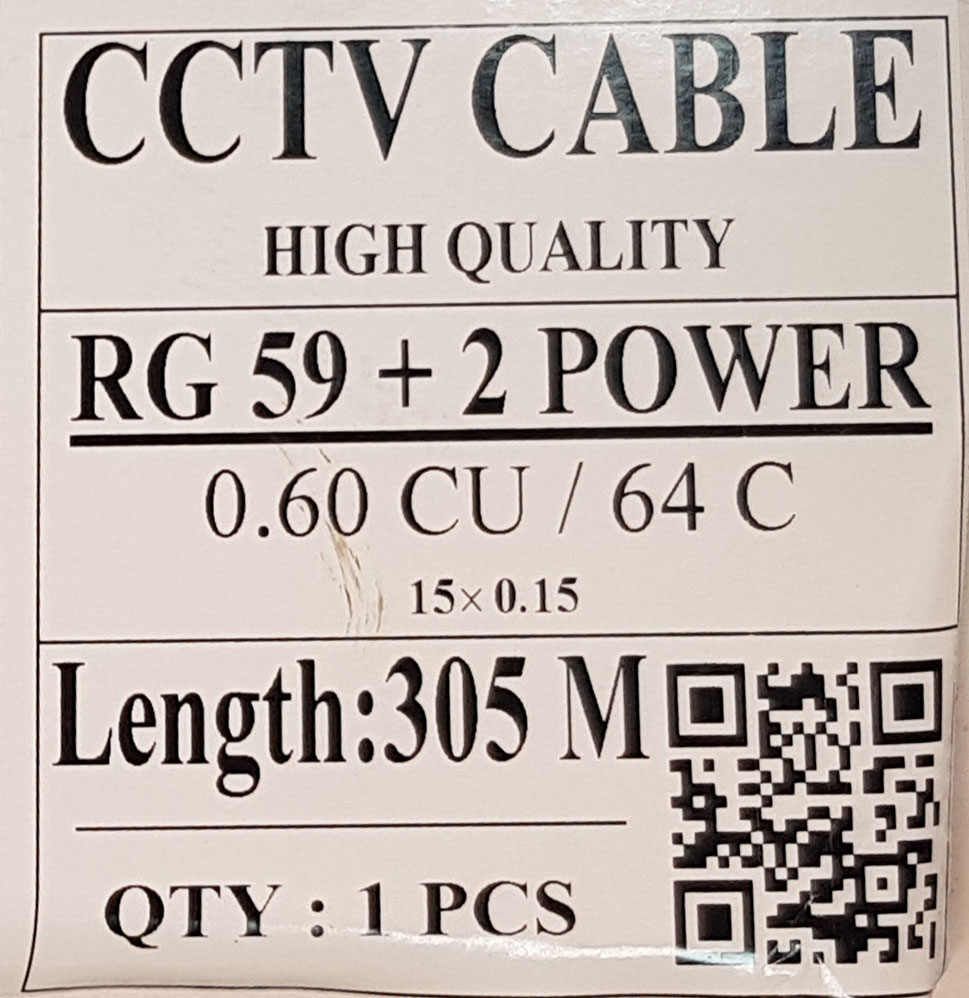 CCTV CABLE
HIGH QUALITY
RG 59 + 2 POWER
0.60 CU / 64 C
15× 0.15
Length:305 M
QTY : 1 PCS